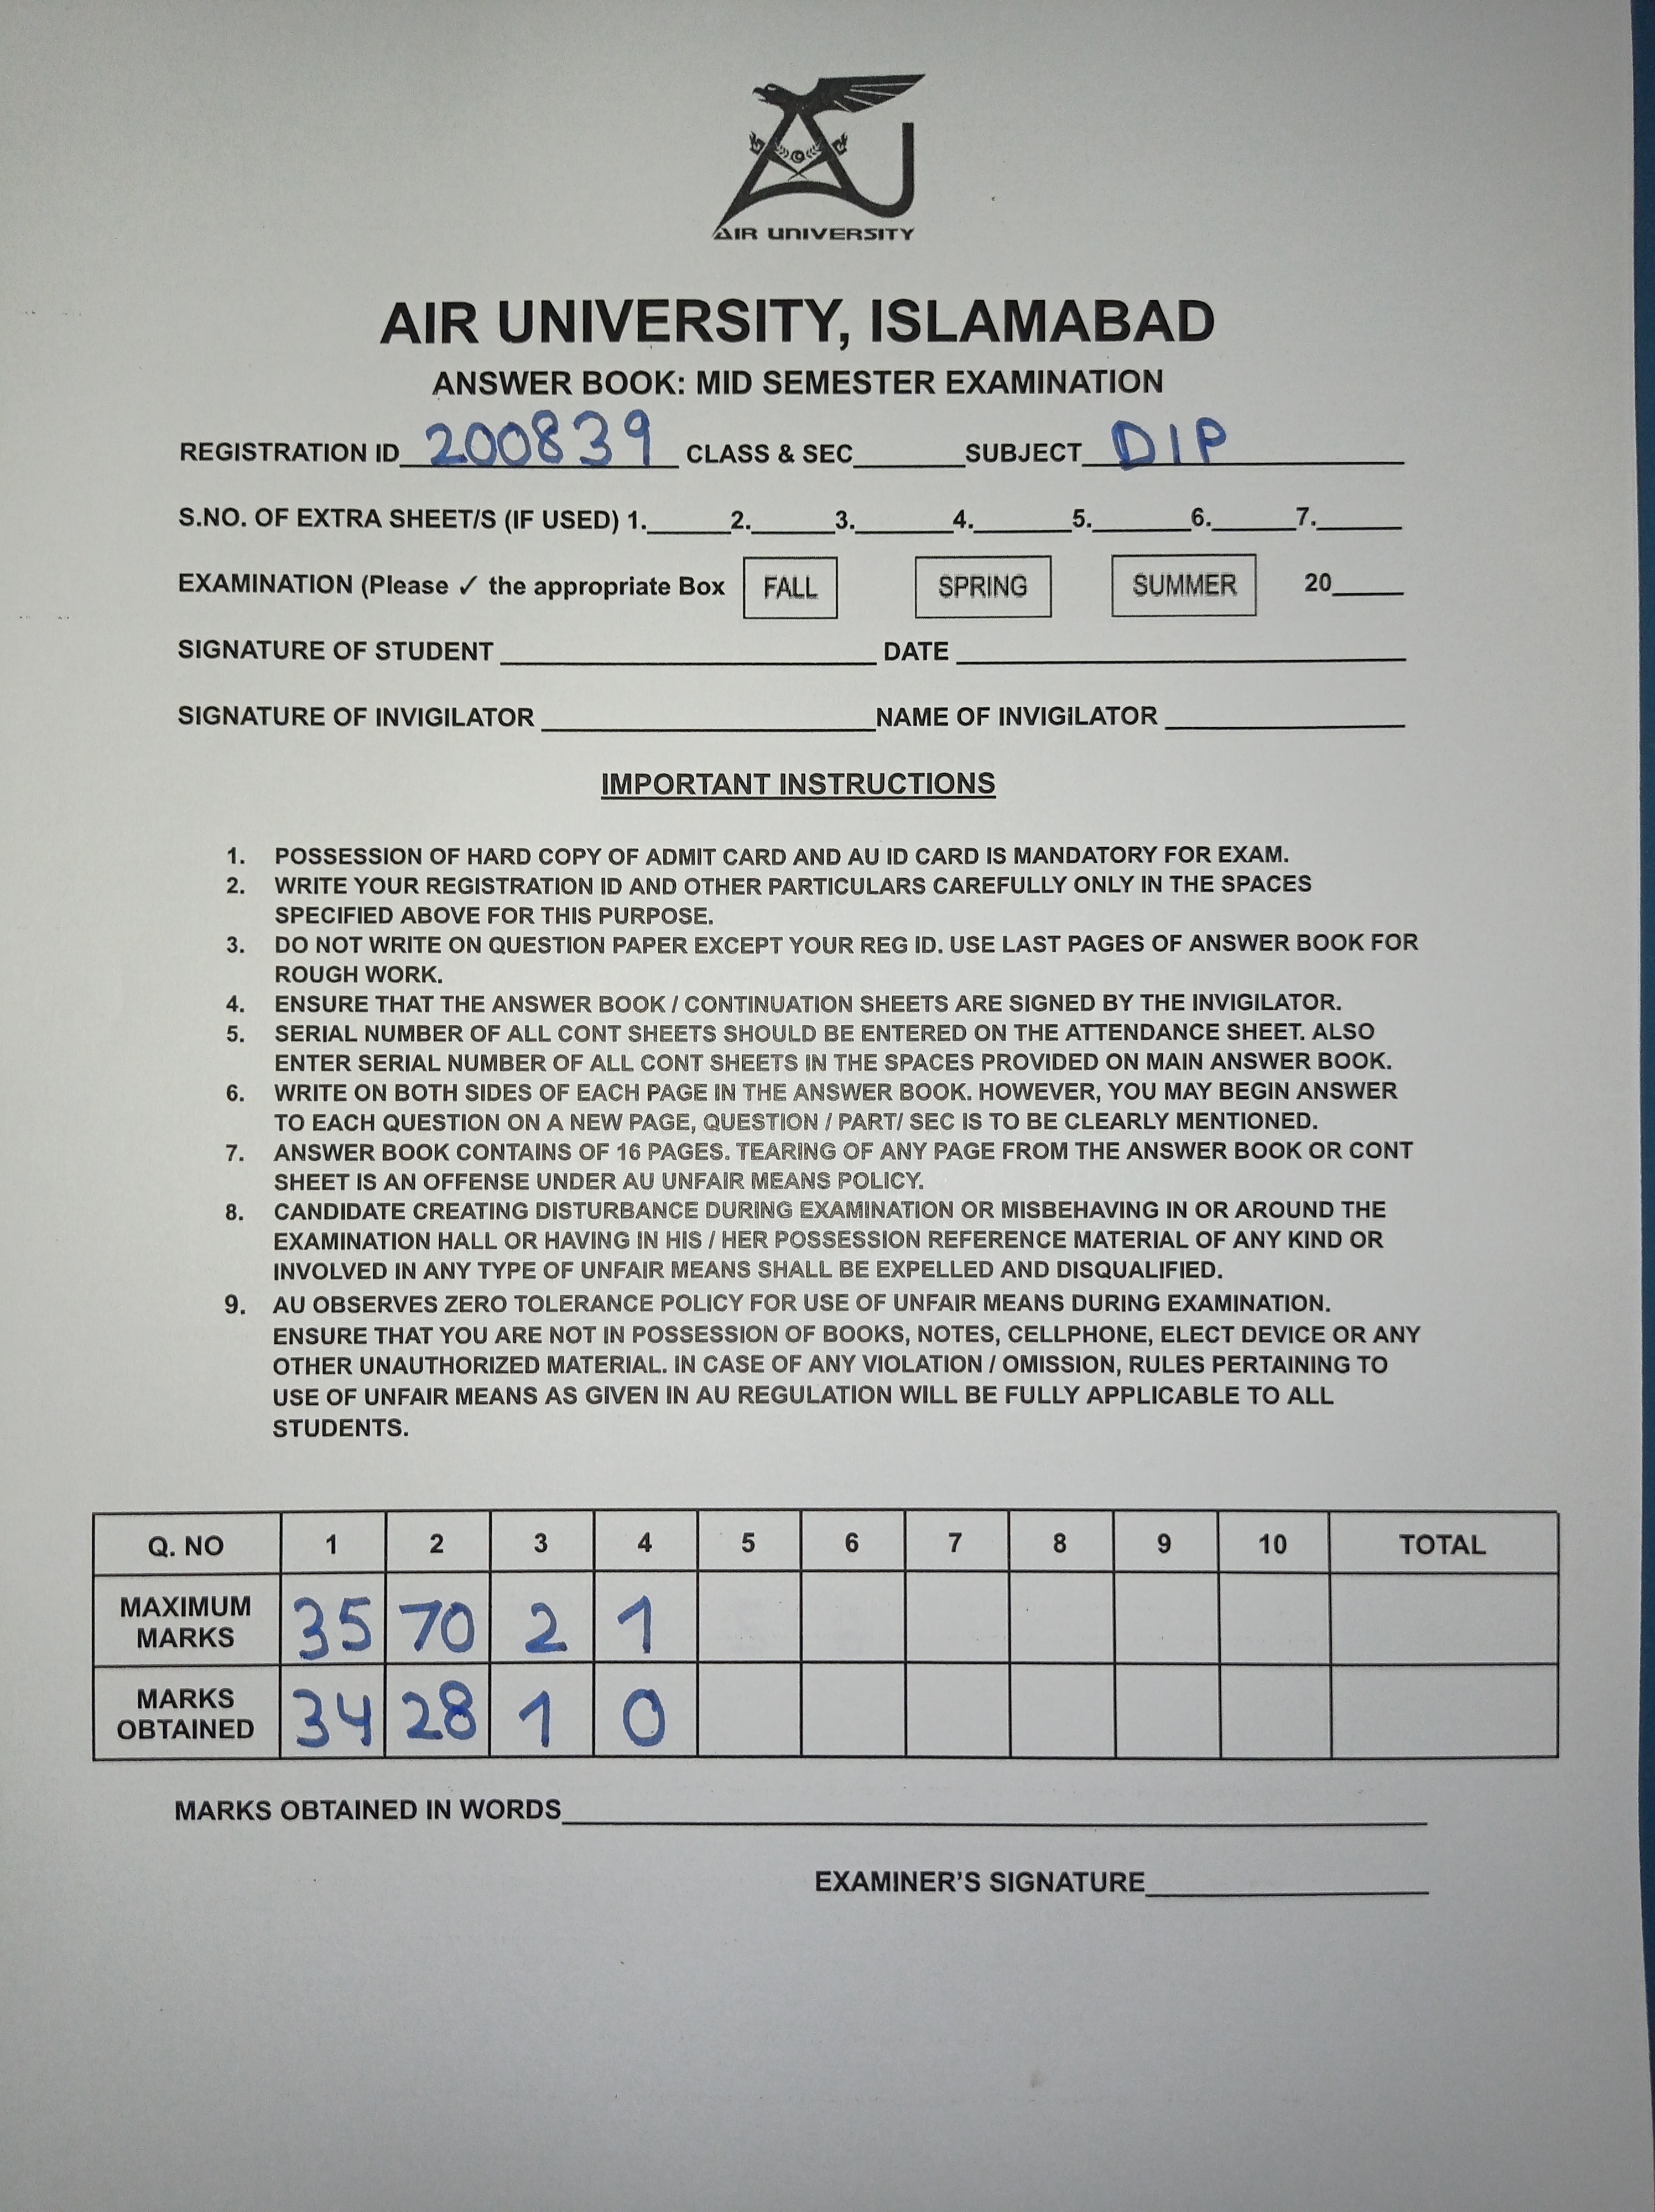 AIR UNIVERSITY
AIR UNIVERSITY, ISLAMABAD
ANSWER BOOK: MID SEMESTER EXAMINATION
REGISTRATION ID 200839 CLASS & SEC______SUBJECT DIP
S.NO. OF EXTRA SHEET/S (IF USED) 1.______2.______3.______4.______5.______6.______7.______
EXAMINATION (Please ✓ the appropriate Box FALL SPRING SUMMER 20____
SIGNATURE OF STUDENT ____________ DATE ____________
SIGNATURE OF INVIGILATOR ____________NAME OF INVIGILATOR ____________
IMPORTANT INSTRUCTIONS
1. POSSESSION OF HARD COPY OF ADMIT CARD AND AU ID CARD IS MANDATORY FOR EXAM.
2. WRITE YOUR REGISTRATION ID AND OTHER PARTICULARS CAREFULLY ONLY IN THE SPACES
SPECIFIED ABOVE FOR THIS PURPOSE.
3. DO NOT WRITE ON QUESTION PAPER EXCEPT YOUR REG ID. USE LAST PAGES OF ANSWER BOOK FOR
ROUGH WORK.
4. ENSURE THAT THE ANSWER BOOK / CONTINUATION SHEETS ARE SIGNED BY THE INVIGILATOR.
5. SERIAL NUMBER OF ALL CONT SHEETS SHOULD BE ENTERED ON THE ATTENDANCE SHEET. ALSO
ENTER SERIAL NUMBER OF ALL CONT SHEETS IN THE SPACES PROVIDED ON MAIN ANSWER BOOK.
6. WRITE ON BOTH SIDES OF EACH PAGE IN THE ANSWER BOOK. HOWEVER, YOU MAY BEGIN ANSWER
TO EACH QUESTION ON A NEW PAGE, QUESTION / PART/ SEC IS TO BE CLEARLY MENTIONED.
7. ANSWER BOOK CONTAINS OF 16 PAGES. TEARING OF ANY PAGE FROM THE ANSWER BOOK OR CONT
SHEET IS AN OFFENSE UNDER AU UNFAIR MEANS POLICY.
8. CANDIDATE CREATING DISTURBANCE DURING EXAMINATION OR MISBEHAVING IN OR AROUND THE
EXAMINATION HALL OR HAVING IN HIS / HER POSSESSION REFERENCE MATERIAL OF ANY KIND OR
INVOLVED IN ANY TYPE OF UNFAIR MEANS SHALL BE EXPELLED AND DISQUALIFIED.
9. AU OBSERVES ZERO TOLERANCE POLICY FOR USE OF UNFAIR MEANS DURING EXAMINATION.
ENSURE THAT YOU ARE NOT IN POSSESSION OF BOOKS, NOTES, CELLPHONE, ELECT DEVICE OR ANY
OTHER UNAUTHORIZED MATERIAL. IN CASE OF ANY VIOLATION / OMISSION, RULES PERTAINING TO
USE OF UNFAIR MEANS AS GIVEN IN AU REGULATION WILL BE FULLY APPLICABLE TO ALL
STUDENTS.
Q. NO 1 2 3 4 5 6 7 8 9 10 TOTAL
MAXIMUM MARKS 35 70 2 1
MARKS OBTAINED 34 28 1 0
MARKS OBTAINED IN WORDS____________
EXAMINER'S SIGNATURE____________